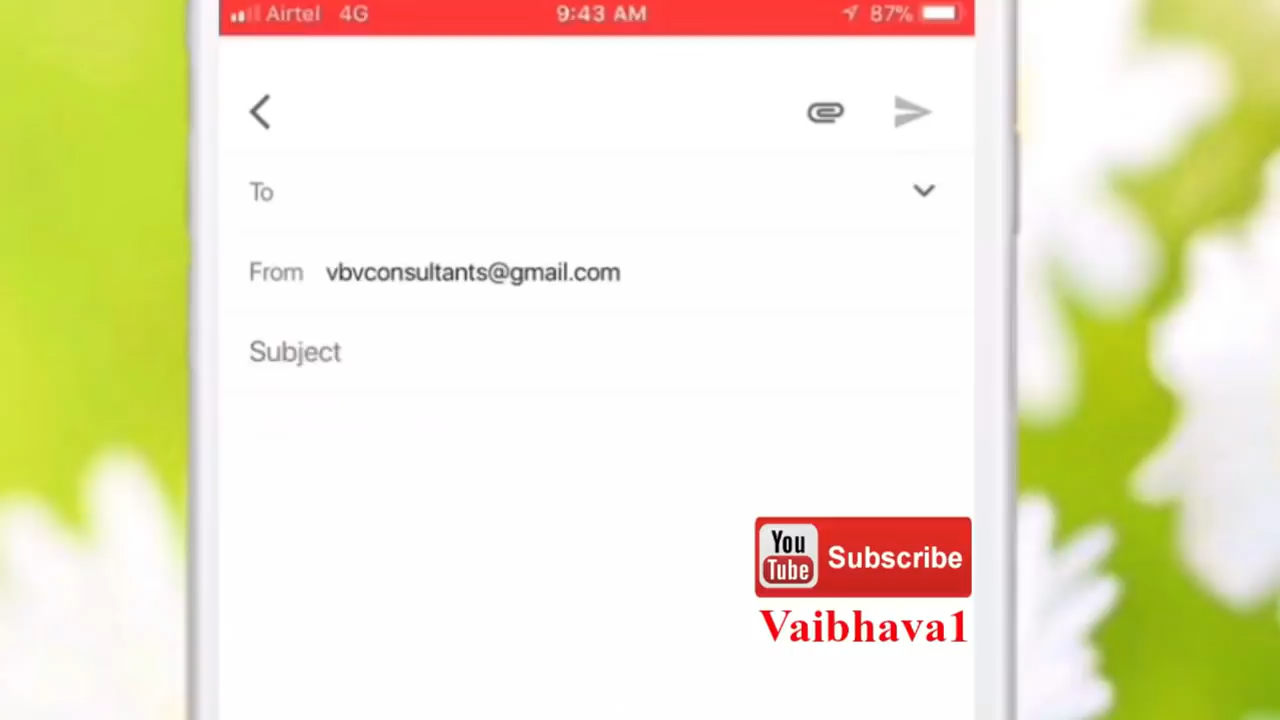 Airtel 4G 9:43 AM 87%
To
From vbvconsultants@gmail.com
Subject
You Tube Subscribe
Vaibhava1